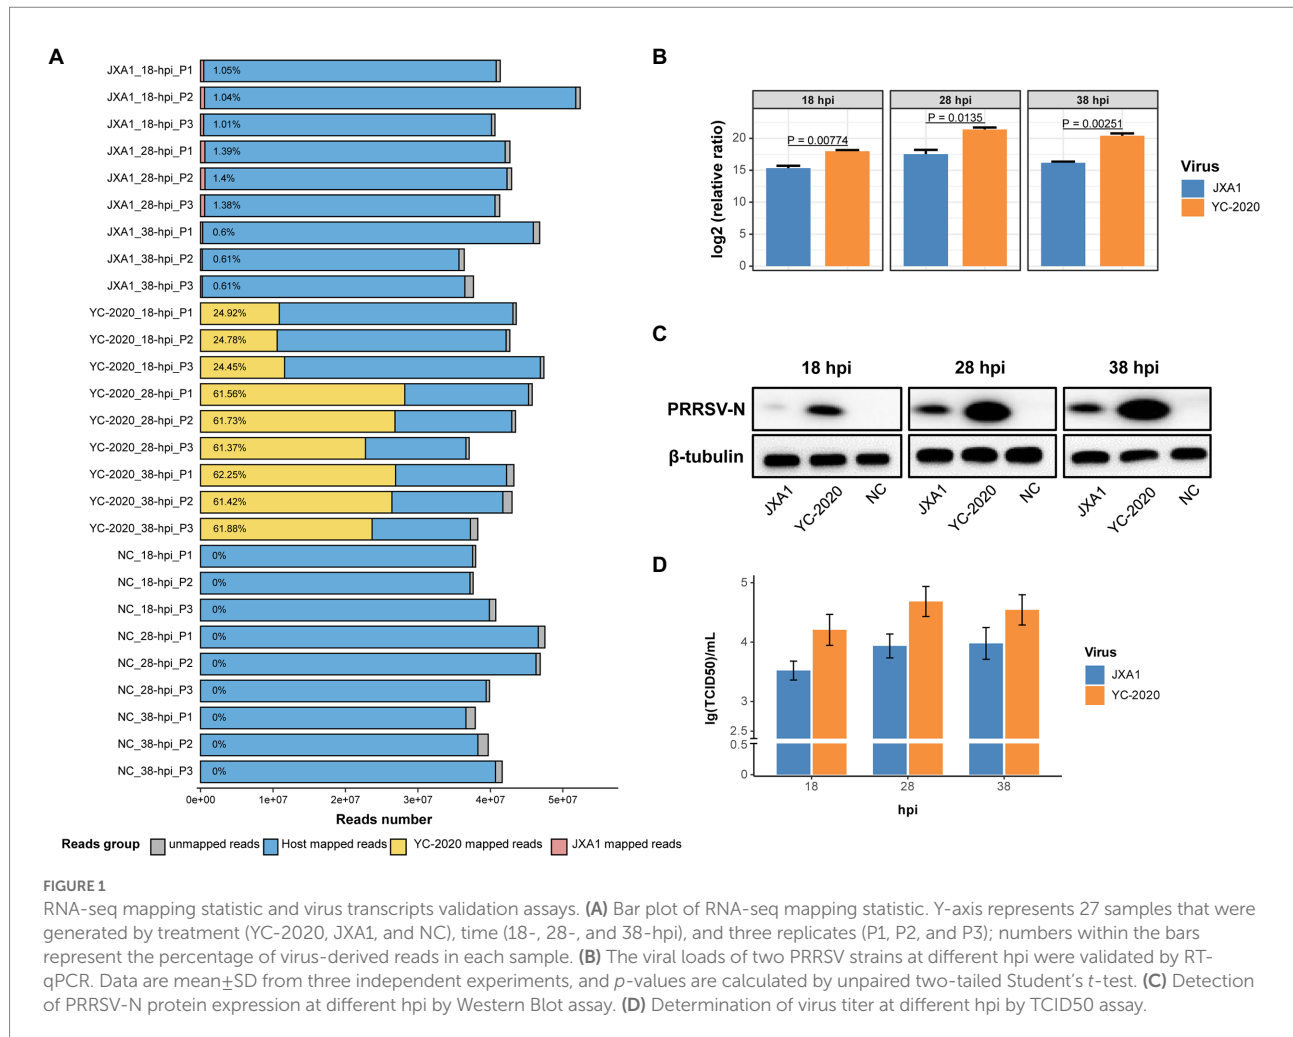 A
JXA1_18-hpi_P1 1.05%
JXA1_18-hpi_P2 1.04%
JXA1_18-hpi_P3 1.01%
JXA1_28-hpi_P1 1.39%
JXA1_28-hpi_P2 1.4%
JXA1_28-hpi_P3 1.38%
JXA1_38-hpi_P1 0.6%
JXA1_38-hpi_P2 0.61%
JXA1_38-hpi_P3 0.61%
YC-2020_18-hpi_P1 24.92%
YC-2020_18-hpi_P2 24.78%
YC-2020_18-hpi_P3 24.45%
YC-2020_28-hpi_P1 61.56%
YC-2020_28-hpi_P2 61.73%
YC-2020_28-hpi_P3 61.37%
YC-2020_38-hpi_P1 62.25%
YC-2020_38-hpi_P2 61.42%
YC-2020_38-hpi_P3 61.88%
NC_18-hpi_P1 0%
NC_18-hpi_P2 0%
NC_18-hpi_P3 0%
NC_28-hpi_P1 0%
NC_28-hpi_P2 0%
NC_28-hpi_P3 0%
NC_38-hpi_P1 0%
NC_38-hpi_P2 0%
NC_38-hpi_P3 0%
0e+00 1e+07 2e+07 3e+07 4e+07 5e+07
Reads number
Reads group unmapped reads Host mapped reads YC-2020 mapped reads JXA1 mapped reads
B
18 hpi 28 hpi 38 hpi
P = 0.00774 P = 0.0135 P = 0.00251
log2 (relative ratio)
20
15
10
5
0
Virus
JXA1
YC-2020
C
18 hpi 28 hpi 38 hpi
PRRSV-N
β-tubulin
JXA1 YC-2020 NC JXA1 YC-2020 NC JXA1 YC-2020 NC
D
lg(TCID50)/mL
5
4
3
2.5
0.5
0
18 28 38
hpi
Virus
JXA1
YC-2020
FIGURE 1
RNA-seq mapping statistic and virus transcripts validation assays. (A) Bar plot of RNA-seq mapping statistic. Y-axis represents 27 samples that were
generated by treatment (YC-2020, JXA1, and NC), time (18-, 28-, and 38-hpi), and three replicates (P1, P2, and P3); numbers within the bars
represent the percentage of virus-derived reads in each sample. (B) The viral loads of two PRRSV strains at different hpi were validated by RT-
qPCR. Data are mean±SD from three independent experiments, and p-values are calculated by unpaired two-tailed Student's t-test. (C) Detection
of PRRSV-N protein expression at different hpi by Western Blot assay. (D) Determination of virus titer at different hpi by TCID50 assay.